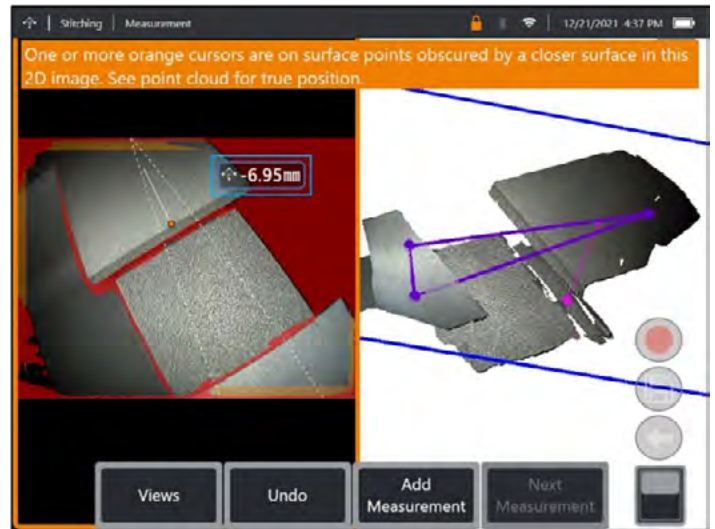 Stitching | Measurement 12/21/2021 4:37 PM
One or more orange cursors are on surface points obscured by a closer surface in this
2D image. See point cloud for true position.
-6.95mm
Views Undo Add Measurement Next Measurement